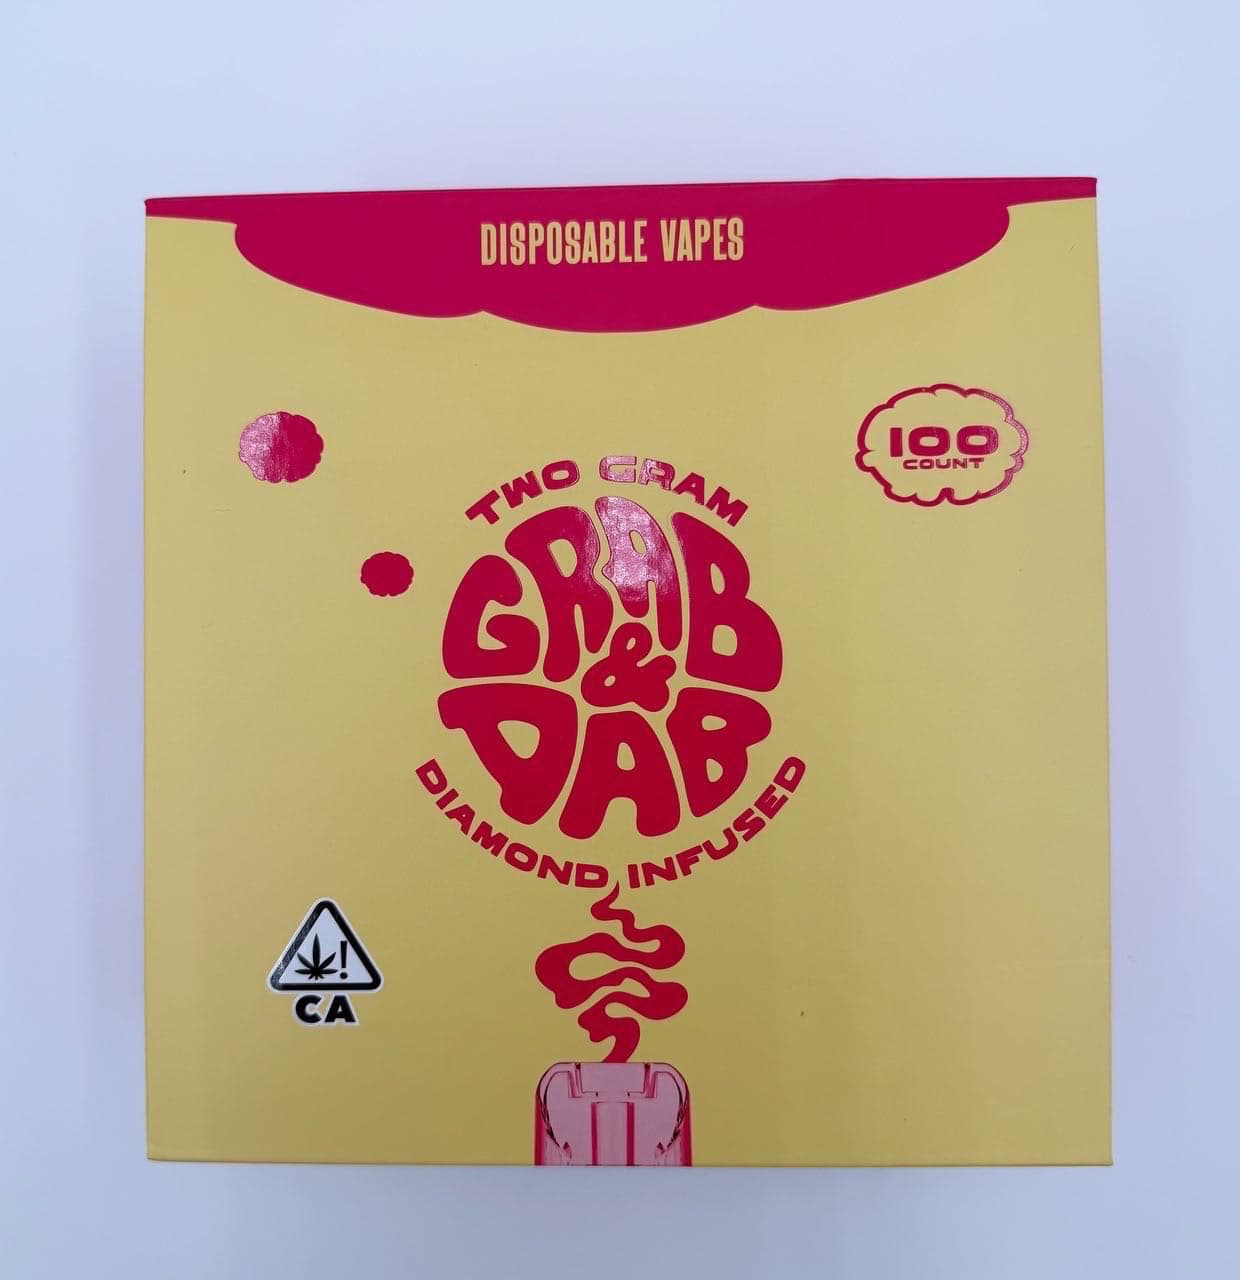 DISPOSABLE VAPES
100
COUNT
TWO GRAM
GRAB
&
DAB
DIAMOND INFUSED
!
CA